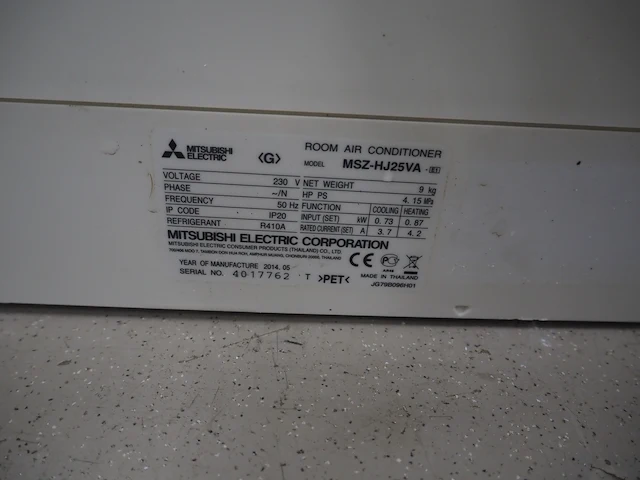 MITSUBISHI ELECTRIC
⟨G⟩
ROOM AIR CONDITIONER
MODEL MSZ-HJ25VA - E1
VOLTAGE 230 V
PHASE ~/N
FREQUENCY 50 Hz
IP CODE IP20
REFRIGERANT R410A
NET WEIGHT 9 kg
HP PS 4.15 MPa
FUNCTION COOLING HEATING
INPUT (SET) kW 0.73 0.87
RATED CURRENT (SET) A 3.7 4.2
MITSUBISHI ELECTRIC CORPORATION
MITSUBISHI ELECTRIC CONSUMER PRODUCTS (THAILAND) CO., LTD.
YEAR OF MANUFACTURE 2014.05
SERIAL NO. 4017762 T >PET<
CE
MADE IN THAILAND
JG79B096H01